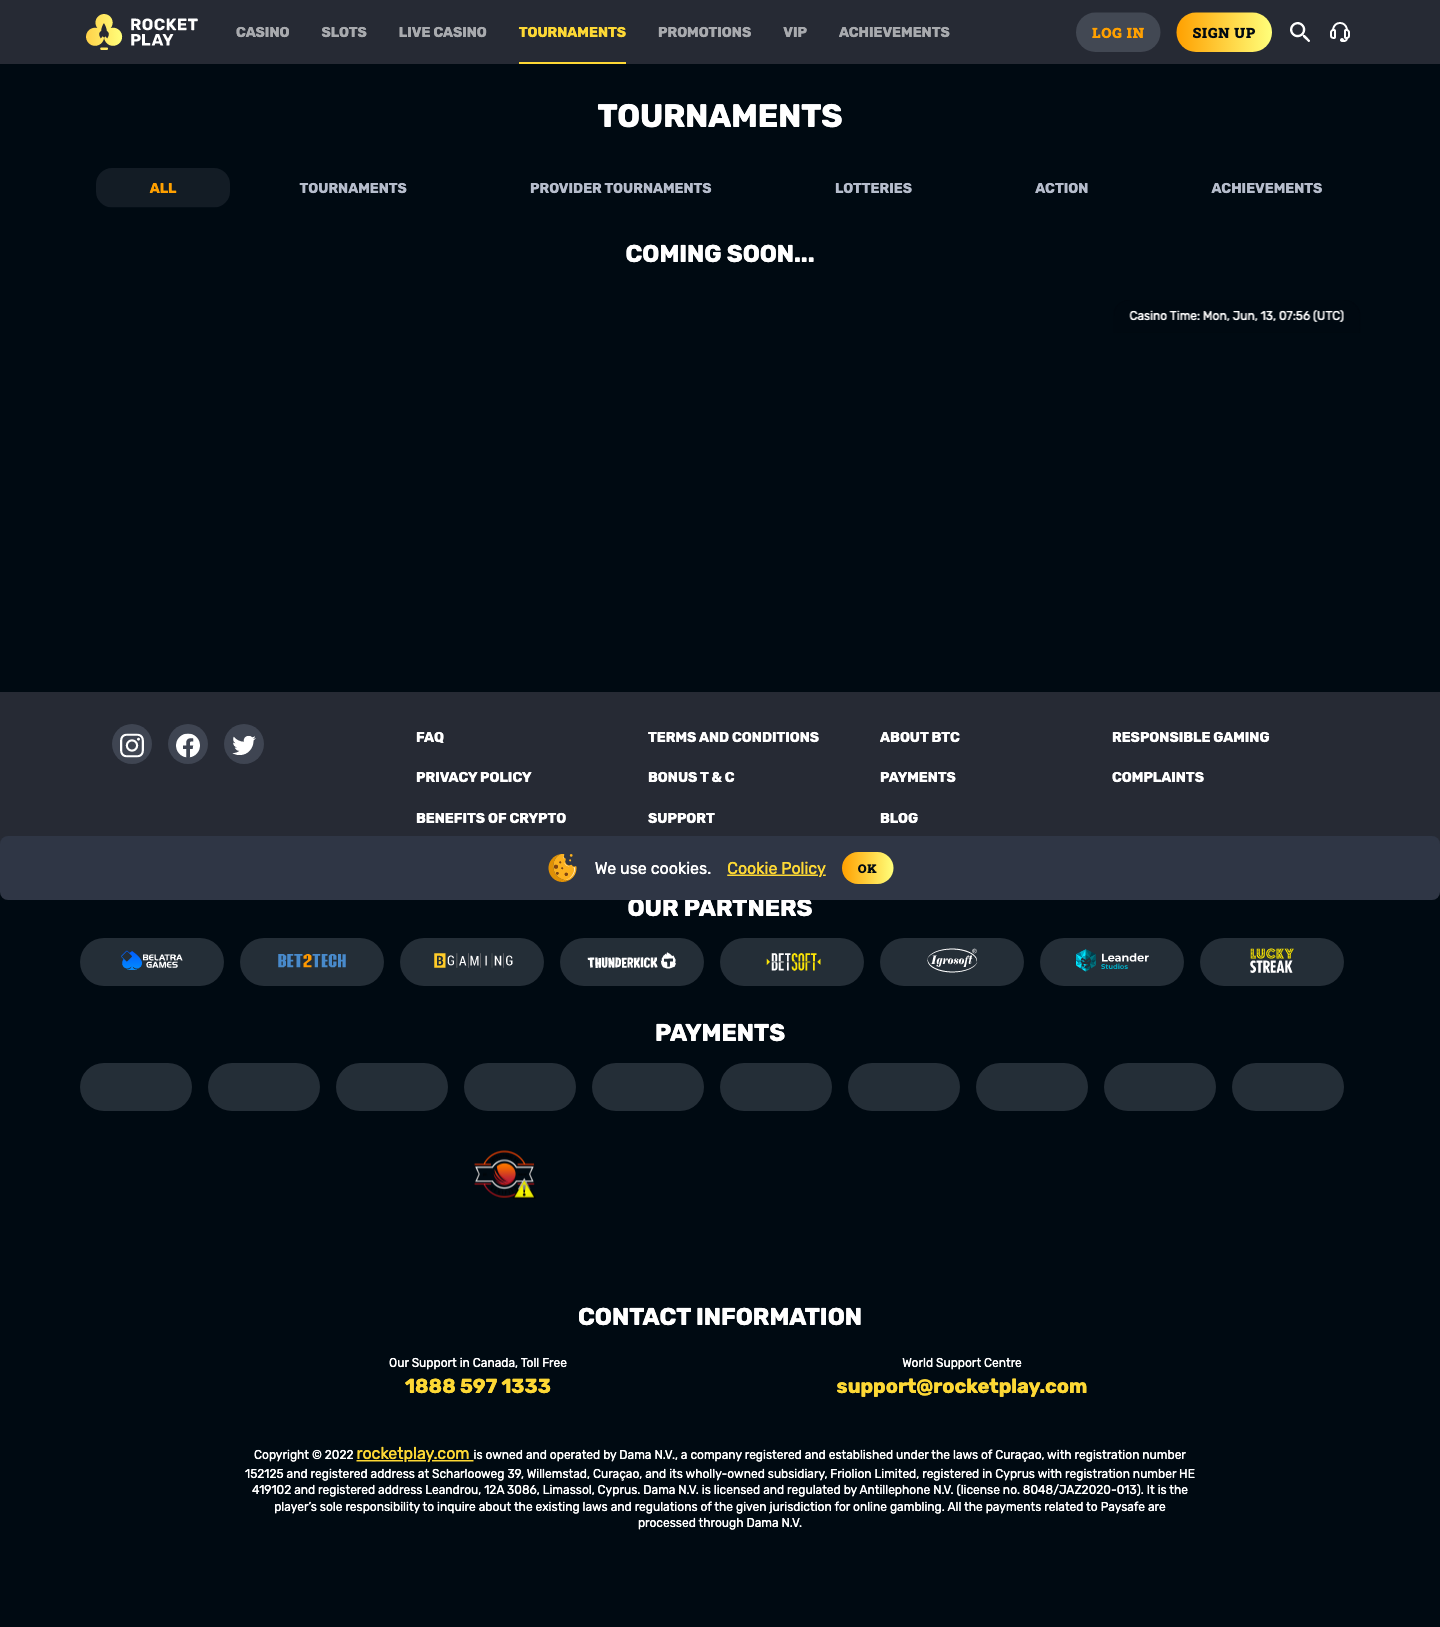 ROCKET PLAY
CASINO SLOTS LIVE CASINO TOURNAMENTS PROMOTIONS VIP ACHIEVEMENTS LOG IN SIGN UP
TOURNAMENTS
ALL TOURNAMENTS PROVIDER TOURNAMENTS LOTTERIES ACTION ACHIEVEMENTS
COMING SOON...
Casino Time: Mon, Jun, 13, 07:56 (UTC)
FAQ TERMS AND CONDITIONS ABOUT BTC RESPONSIBLE GAMING
PRIVACY POLICY BONUS T & C PAYMENTS COMPLAINTS
BENEFITS OF CRYPTO SUPPORT BLOG
We use cookies. Cookie Policy OK
OUR PARTNERS
BELATRA GAMES BET2TECH BGAMING THUNDERKICK BETSOFT Igrosoft Leander Studios LUCKY STREAK
PAYMENTS
CONTACT INFORMATION
Our Support in Canada, Toll Free World Support Centre
1888 597 1333 support@rocketplay.com
Copyright © 2022 rocketplay.com is owned and operated by Dama N.V., a company registered and established under the laws of Curaçao, with registration number
152125 and registered address at Scharlooweg 39, Willemstad, Curaçao, and its wholly-owned subsidiary, Friolion Limited, registered in Cyprus with registration number HE
419102 and registered address Leandrou, 12A 3086, Limassol, Cyprus. Dama N.V. is licensed and regulated by Antillephone N.V. (license no. 8048/JAZ2020-013). It is the
player's sole responsibility to inquire about the existing laws and regulations of the given jurisdiction for online gambling. All the payments related to Paysafe are
processed through Dama N.V.